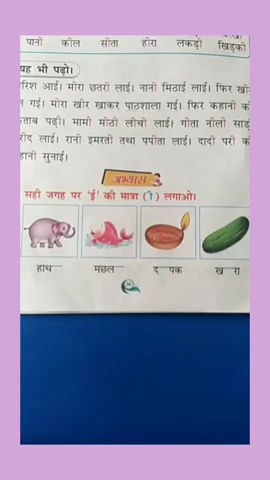 पानी कील सीता हीरा लकड़ी खिड़की
यह भी पढ़ो।
रिश आई। मीरा छतरी लाई। नानी मिठाई लाई। फिर खी
न गई। मीरा खीर खाकर पाठशाला गई। फिर कहानी की
ताब पढ़ी। मामी मीठी लीची लाई। गीता नीली साड़ी
रीद लाई। रानी इमरती तथा पपीता लाई। दादी परी क
हानी सुनाई।
अभ्यास
सही जगह पर 'ई' की मात्रा (ी) लगाओ।
हाथ मछल द पक ख रा